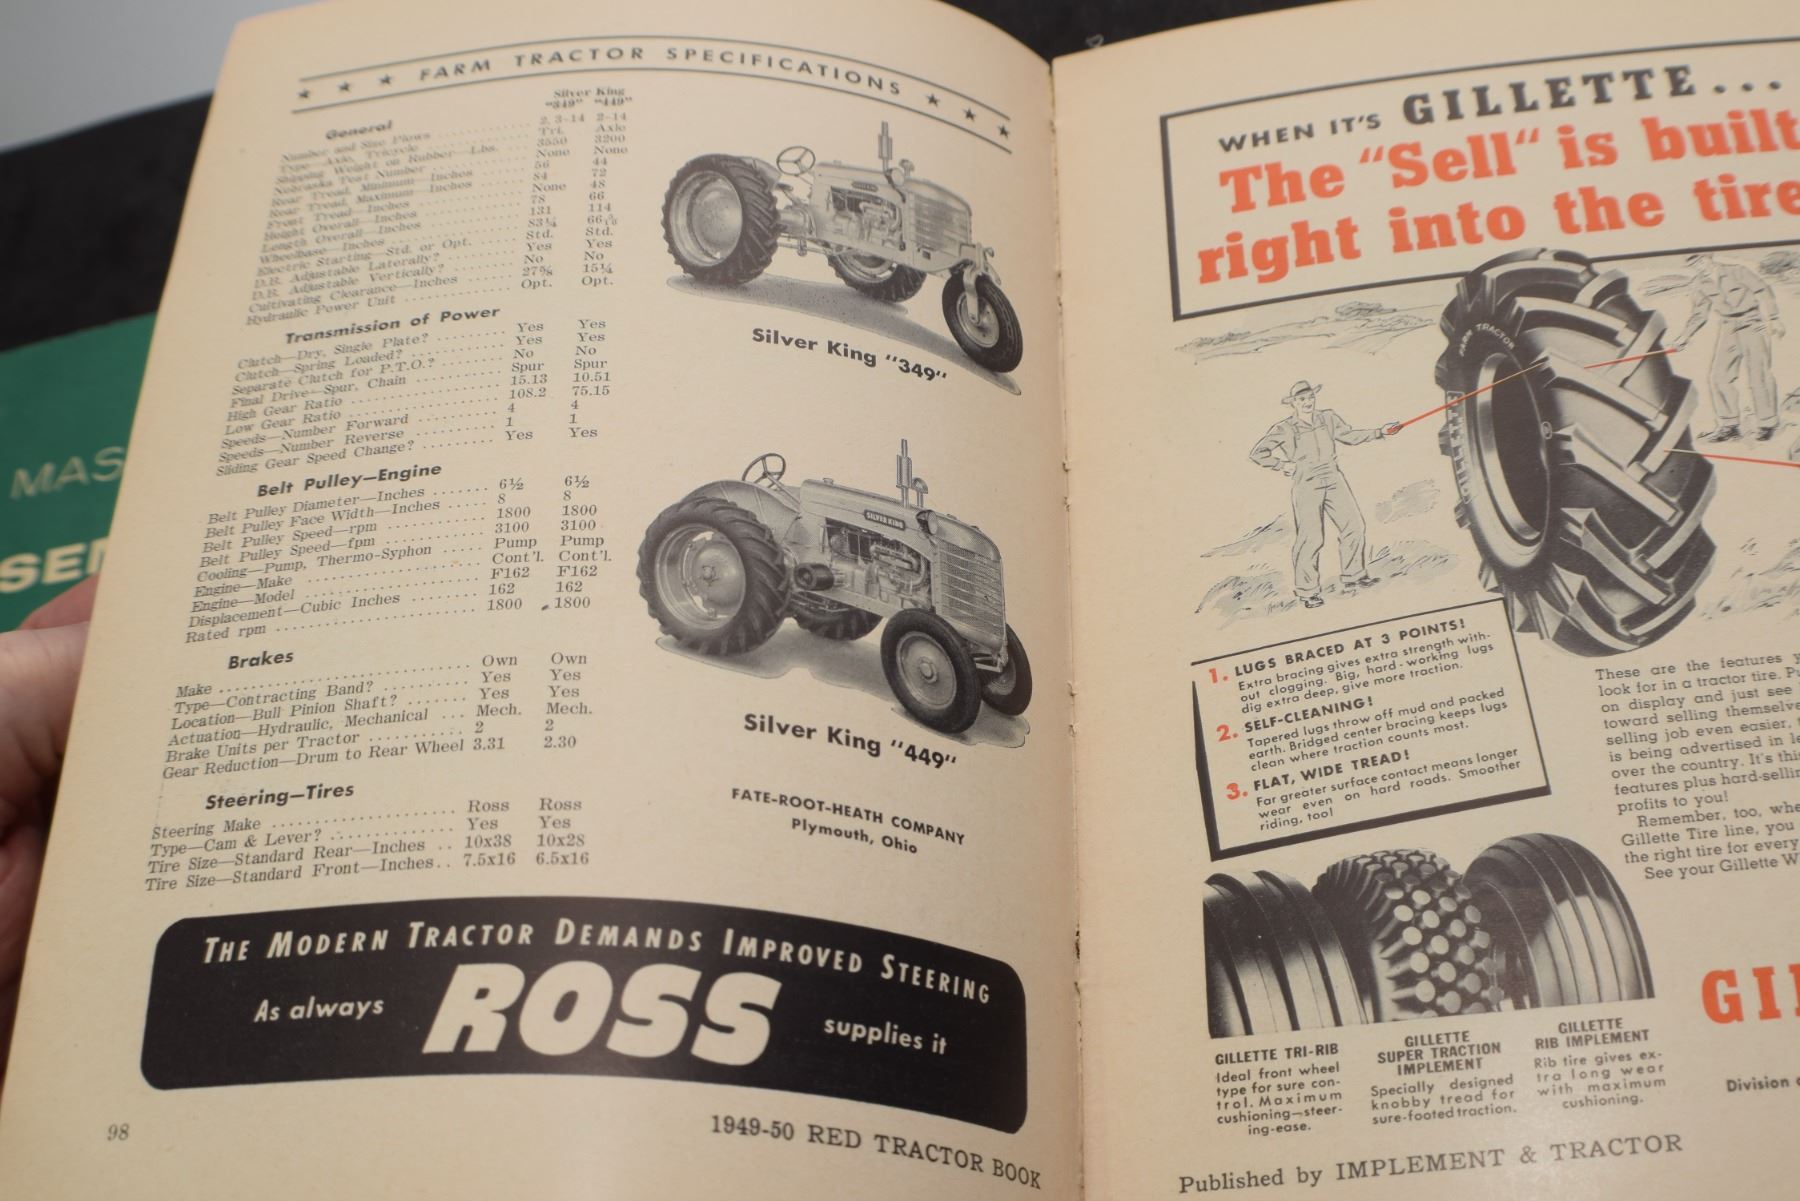 ★ ★ ★ FARM TRACTOR SPECIFICATIONS ★ ★ ★
Silver King
"349" "449"
General
Number and Size Plows 2, 3-14 2-14
Type—Axle, Tricycle Tri. Axle
Shipping Weight on Rubber—Lbs. 3550 3200
Nebraska Test Number None None
Rear Tread, Minimum—Inches 56 44
Rear Tread, Maximum—Inches 84 72
Front Tread—Inches None 48
Height Overall—Inches 78 66
Length Overall—Inches 131 114
Wheelbase—Inches 83¼ 66
Electric Starting—Std. or Opt. Std. Std.
D.B. Adjustable Laterally? Yes Yes
D.B. Adjustable Vertically? No No
Cultivating Clearance—Inches 27⅝ 15¼
Hydraulic Power Unit Opt. Opt.
Transmission of Power
Clutch—Dry, Single Plate? Yes Yes
Clutch—Spring Loaded? Yes Yes
Separate Clutch for P.T.O.? No No
Final Drive—Spur, Chain Spur Spur
High Gear Ratio 15.13 10.51
Low Gear Ratio 108.2 75.15
Speeds—Number Forward 4 4
Speeds—Number Reverse 1 1
Sliding Gear Speed Change? Yes Yes
Belt Pulley—Engine
Belt Pulley Diameter—Inches 6½ 6½
Belt Pulley Face Width—Inches 8 8
Belt Pulley Speed—rpm 1800 1800
Belt Pulley Speed—fpm 3100 3100
Cooling—Pump, Thermo-Syphon Pump Pump
Engine—Make Cont'l. Cont'l.
Engine—Model F162 F162
Displacement—Cubic Inches 162 162
Rated rpm 1800 1800
Brakes
Make Own Own
Type—Contracting Band? Yes Yes
Location—Bull Pinion Shaft? Yes Yes
Actuation—Hydraulic, Mechanical Mech. Mech.
Brake Units per Tractor 2 2
Gear Reduction—Drum to Rear Wheel 3.31 2.30
Steering—Tires
Steering Make Ross Ross
Type—Cam & Lever? Yes Yes
Tire Size—Standard Rear—Inches 10x38 10x28
Tire Size—Standard Front—Inches 7.5x16 6.5x16
Silver King "349"
SILVER KING
Silver King "449"
FATE-ROOT-HEATH COMPANY
Plymouth, Ohio
THE MODERN TRACTOR DEMANDS IMPROVED STEERING
As always ROSS supplies it
98
1949-50 RED TRACTOR BOOK
MAS
SEN
WHEN IT'S GILLETTE...
The "Sell" is built
right into the tire
FARM TRACTOR
GILLETTE
1. LUGS BRACED AT 3 POINTS!
Extra bracing gives extra strength with-
out clogging. Big, hard-working lugs
dig extra deep, give more traction.
2. SELF-CLEANING!
Tapered lugs throw off mud and packed
earth. Bridged center bracing keeps lugs
clean where traction counts most.
3. FLAT, WIDE TREAD!
Far greater surface contact means longer
wear even on hard roads. Smoother
riding, too!
These are the features
look for in a tractor tire.
on display and just see
toward selling themselve
selling job even easier,
is being advertised in
over the country. It's
features plus hard-selli
profits to you!
Remember, too, whe
Gillette Tire line, you
the right tire for every
See your Gillette
GILLETTE TRI-RIB
Ideal front wheel
type for sure con-
trol. Maximum
cushioning—steer-
ing-ease.
GILLETTE
SUPER TRACTION
IMPLEMENT
Specially designed
knobby tread for
sure-footed traction.
GILLETTE
RIB IMPLEMENT
Rib tire gives ex-
tra long wear
with maximum
cushioning.
GI
Division
Published by IMPLEMENT & TRACTOR